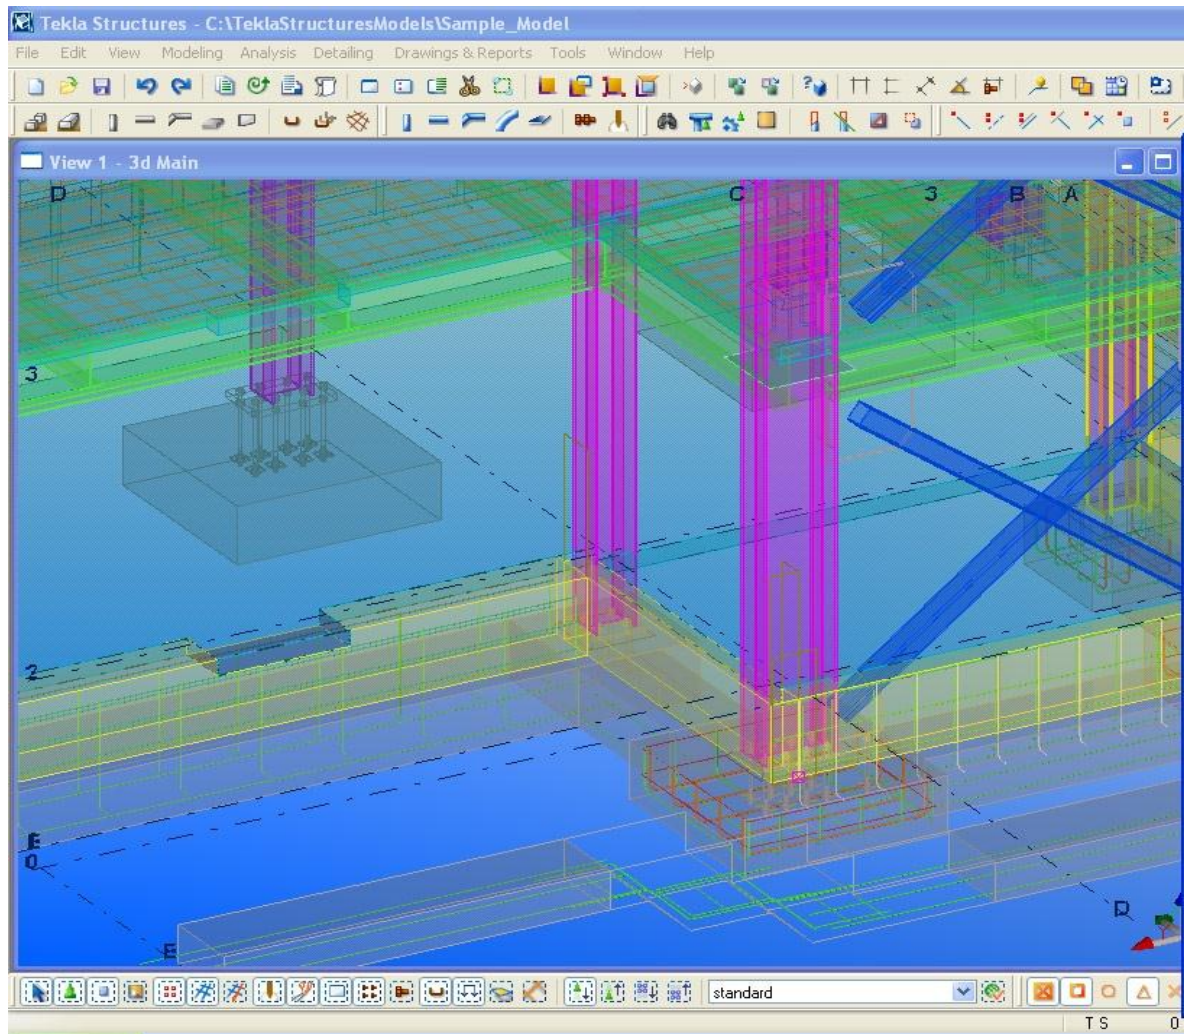 Tekla Structures - C:\TeklaStructuresModels\Sample_Model
File Edit View Modeling Analysis Detailing Drawings & Reports Tools Window Help
View 1 - 3d Main
D C 3 B A
3
2
E
0
D
E
standard
T S 0